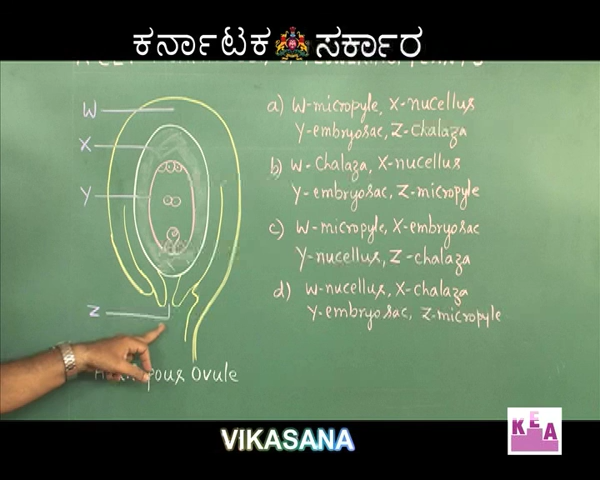 ಕರ್ನಾಟಕ ಸರ್ಕಾರ
W
X
Y
Z
Ovule
a) W-micropyle, X-nucellus
Y-embryosac, Z-Chalaza
b) W-Chalaza, X-nucellus
Y-embryosac, Z-micropyle
c) W-micropyle, X-embryosac
Y-nucellus, Z-chalaza
d) W-nucellus, X-Chalaza
Y-embryosac, Z-micropyle
VIKASANA
KEA